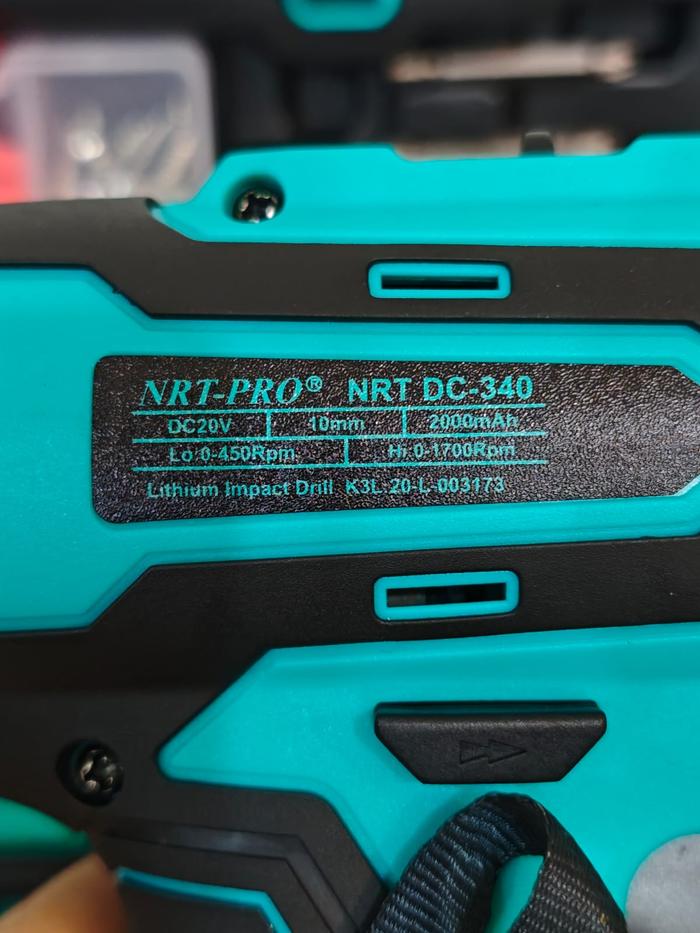 NRT-PRO® NRT DC-340
DC20V 10mm 2000mAh
Lo.0-450Rpm Hi.0-1700Rpm
Lithium Impact Drill K3L.20-L-003173